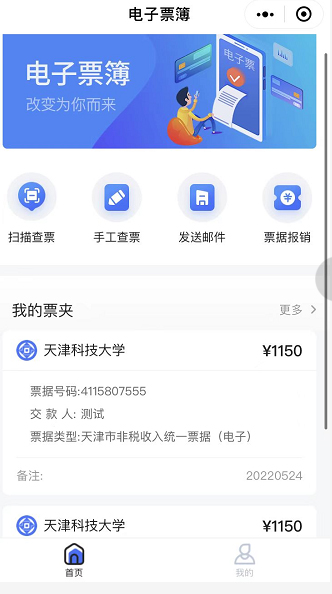 电子票簿
电子票簿
改变为你而来
电子票
扫描查票
手工查票
发送邮件
票据报销
我的票夹
更多 >
天津科技大学
¥1150
票据号码:4115807555
交 款 人: 测试
票据类型:天津市非税收入统一票据（电子）
备注:
20220524
天津科技大学
¥1150
首页
我的